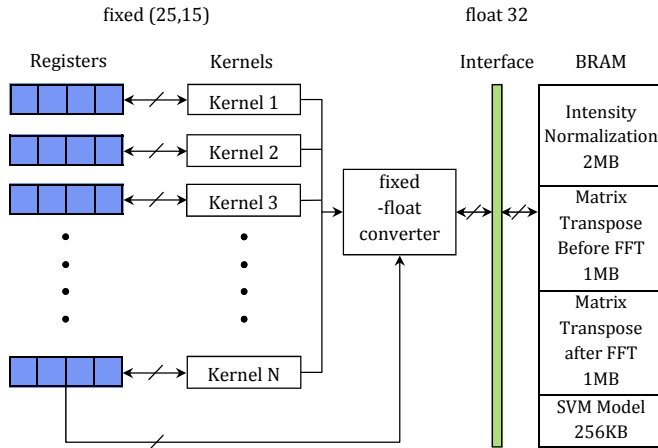 fixed (25,15)
float 32
Registers
Kernels
Interface
BRAM
Kernel 1
Kernel 2
Kernel 3
Kernel N
fixed
-float
converter
Intensity
Normalization
2MB
Matrix
Transpose
Before FFT
1MB
Matrix
Transpose
after FFT
1MB
SVM Model
256KB